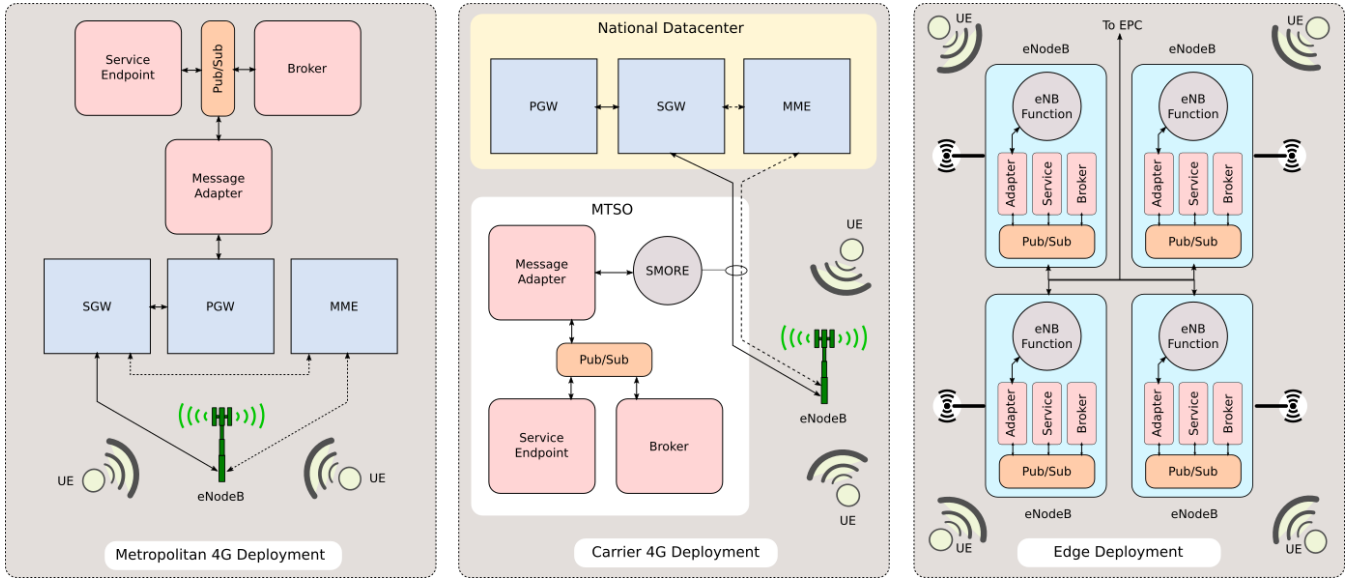 Service
Endpoint
Pub/Sub
Broker
Message
Adapter
SGW
PGW
MME
UE
eNodeB
UE
Metropolitan 4G Deployment
National Datacenter
PGW
SGW
MME
MTSO
Message
Adapter
SMORE
UE
Pub/Sub
Service
Endpoint
Broker
eNodeB
UE
Carrier 4G Deployment
UE
To EPC
UE
eNodeB
eNodeB
eNB
Function
Adapter
Service
Broker
Pub/Sub
eNB
Function
Adapter
Service
Broker
Pub/Sub
eNB
Function
Adapter
Service
Broker
Pub/Sub
eNB
Function
Adapter
Service
Broker
Pub/Sub
eNodeB
eNodeB
UE
UE
Edge Deployment